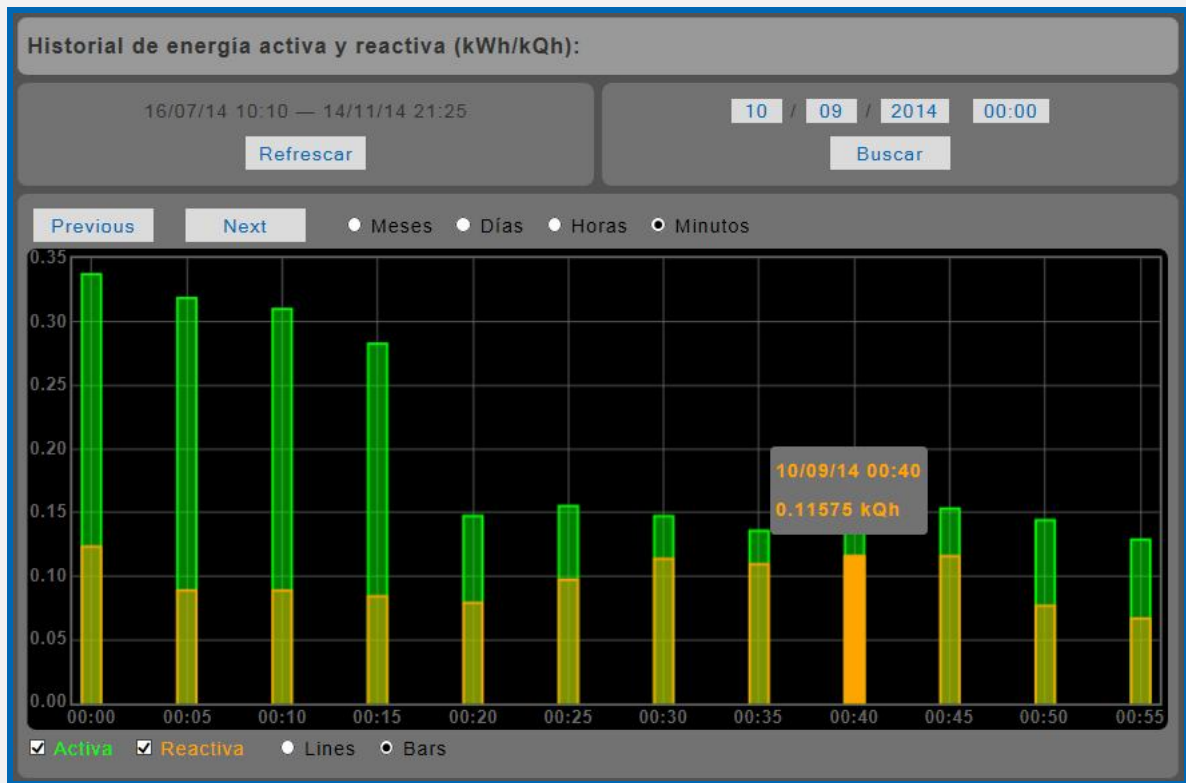 Historial de energía activa y reactiva (kWh/kQh):
16/07/14 10:10 — 14/11/14 21:25
Refrescar
10 / 09 / 2014 00:00
Buscar
Previous Next Meses Días Horas Minutos
0.35
0.30
0.25
0.20
0.15
0.10
0.05
0.00
10/09/14 00:40
0.11575 kQh
00:00 00:05 00:10 00:15 00:20 00:25 00:30 00:35 00:40 00:45 00:50 00:55
Activa Reactiva Lines Bars